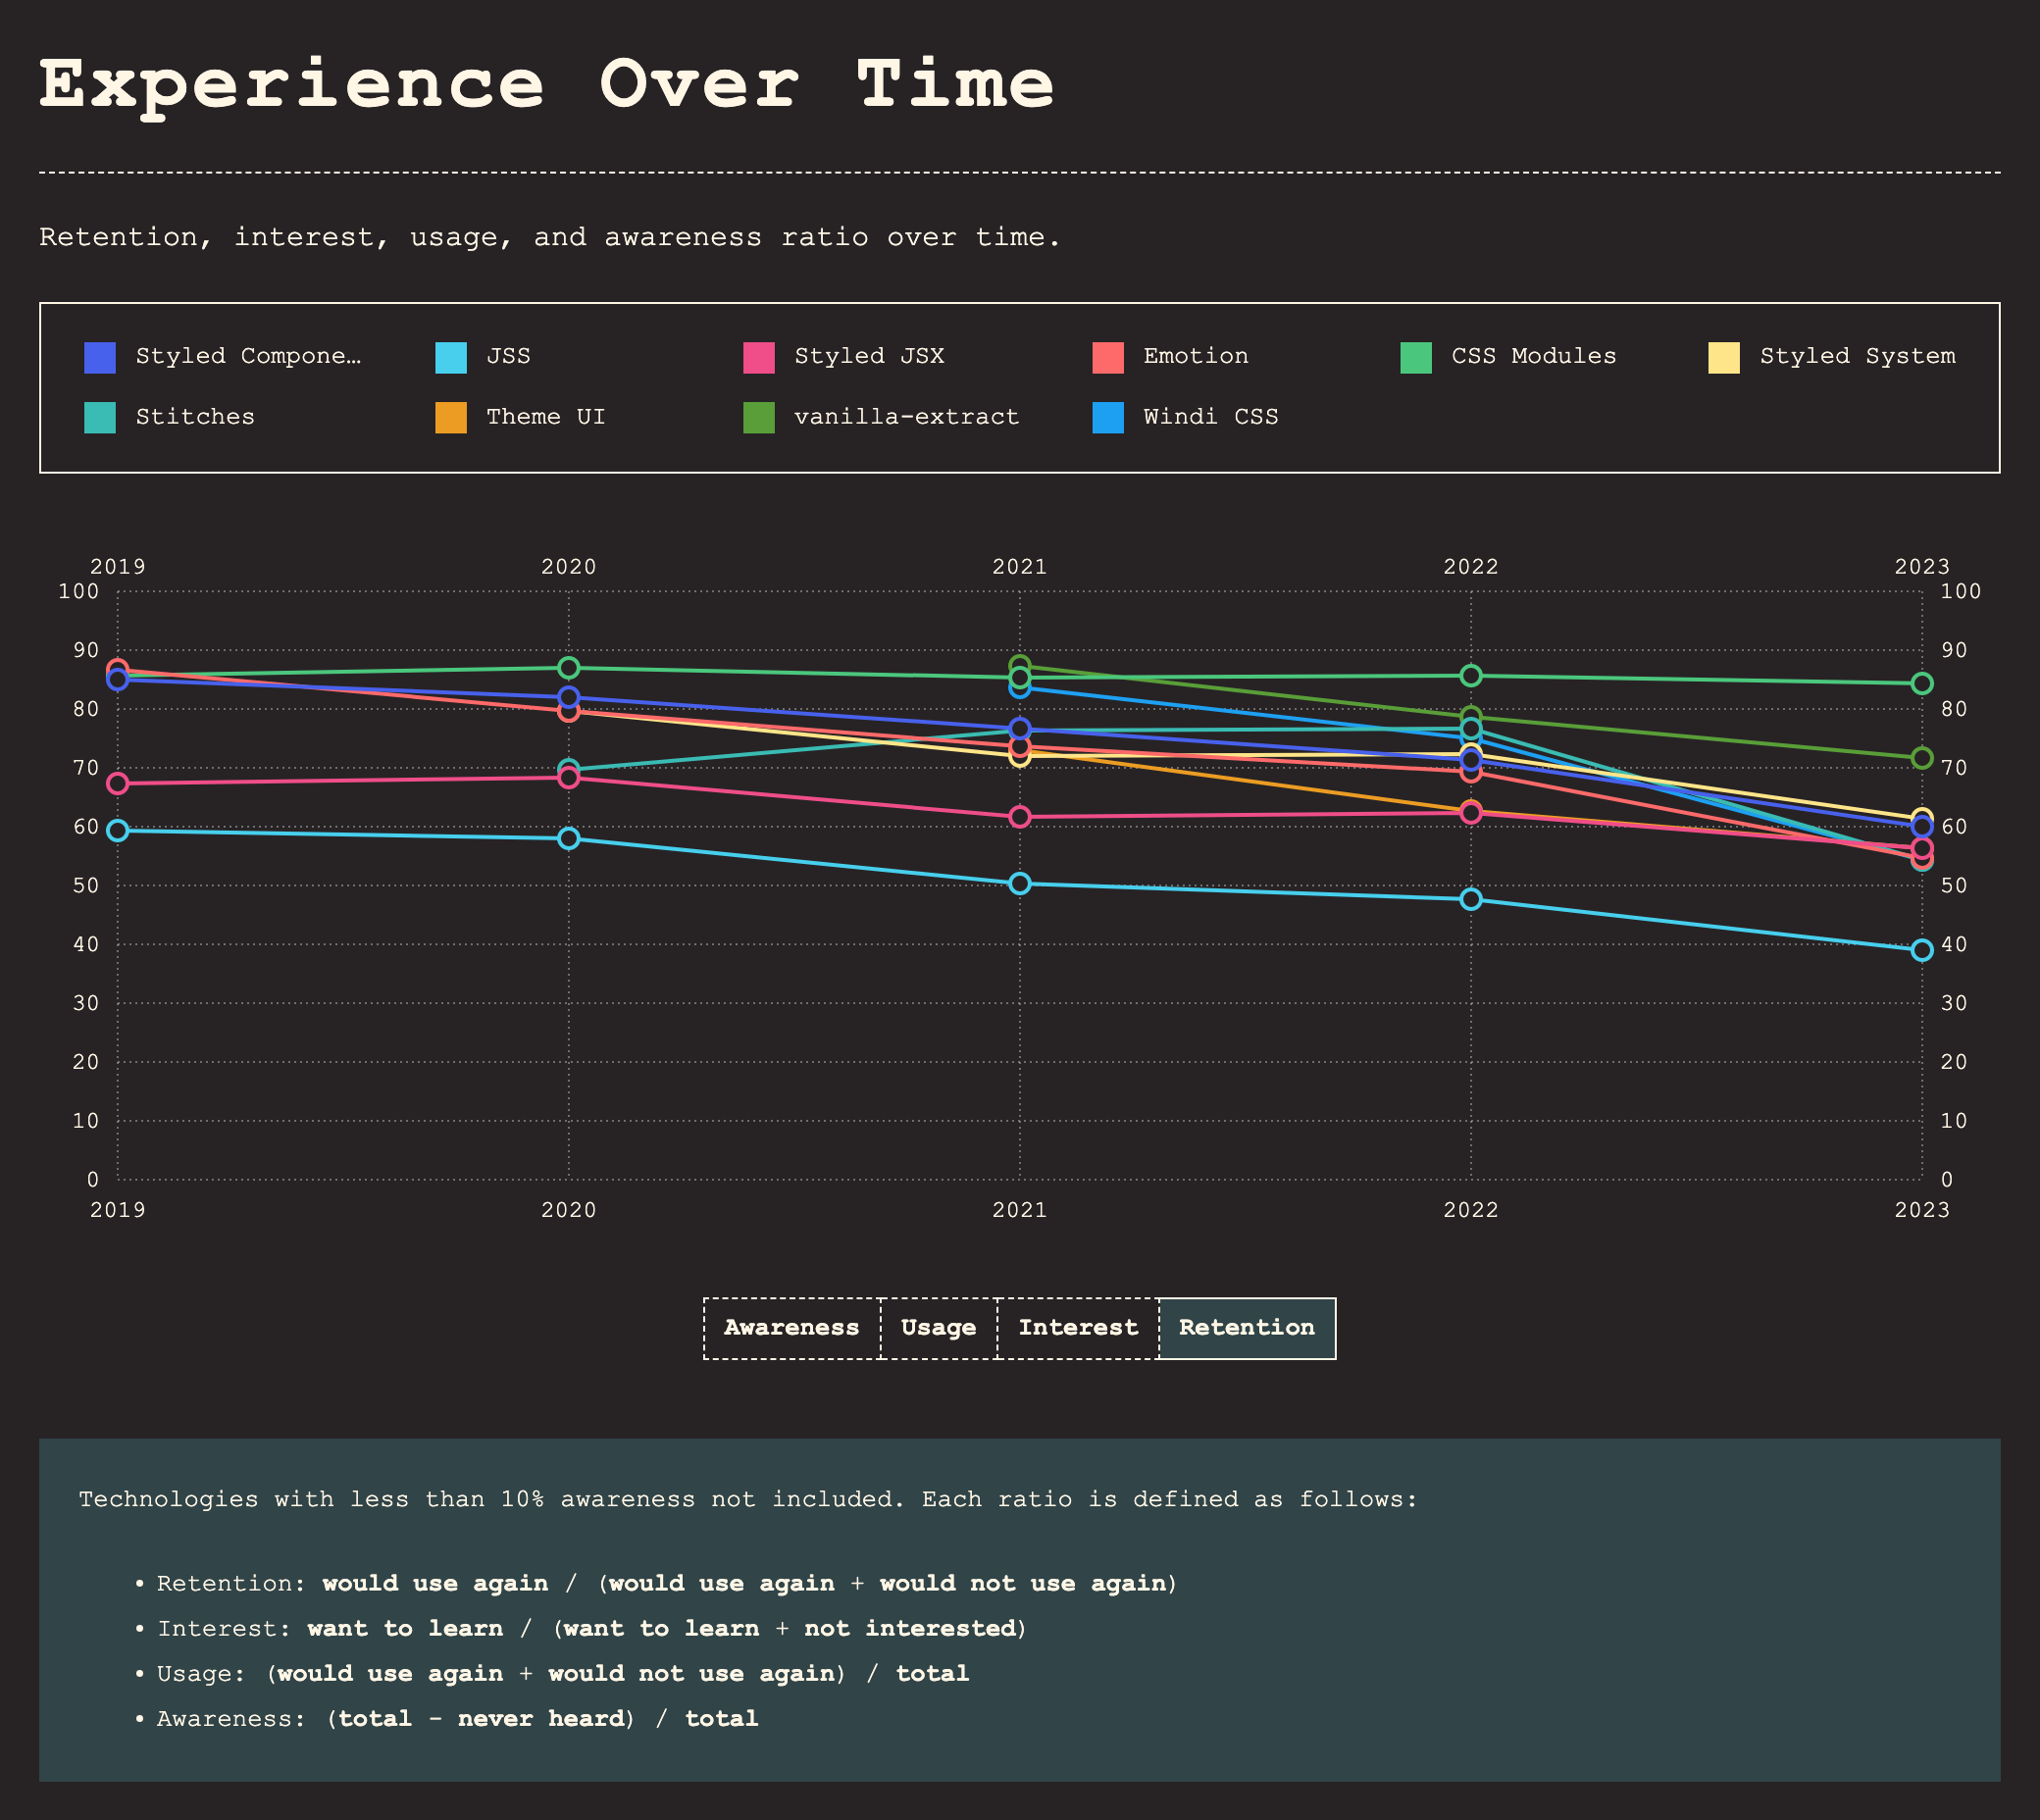 Experience Over Time
Retention, interest, usage, and awareness ratio over time.
Styled Compone… JSS Styled JSX Emotion CSS Modules Styled System
Stitches Theme UI vanilla-extract Windi CSS
2019 2020 2021 2022 2023
100 100
90 90
80 80
70 70
60 60
50 50
40 40
30 30
20 20
10 10
0 0
2019 2020 2021 2022 2023
Awareness Usage Interest Retention
Technologies with less than 10% awareness not included. Each ratio is defined as follows:
• Retention: would use again / (would use again + would not use again)
• Interest: want to learn / (want to learn + not interested)
• Usage: (would use again + would not use again) / total
• Awareness: (total - never heard) / total